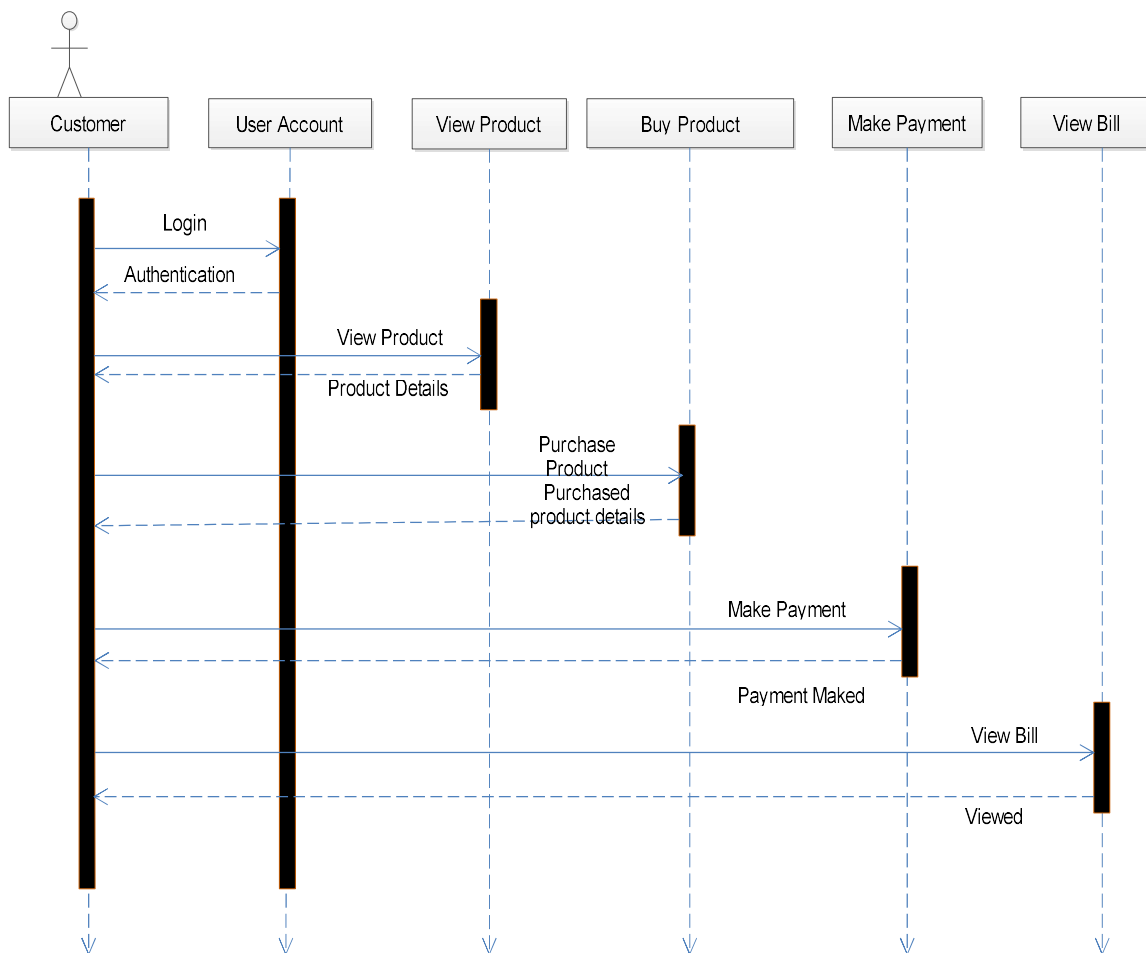 Customer
User Account
View Product
Buy Product
Make Payment
View Bill
Login
Authentication
View Product
Product Details
Purchase
Product
Purchased
product details
Make Payment
Payment Maked
View Bill
Viewed